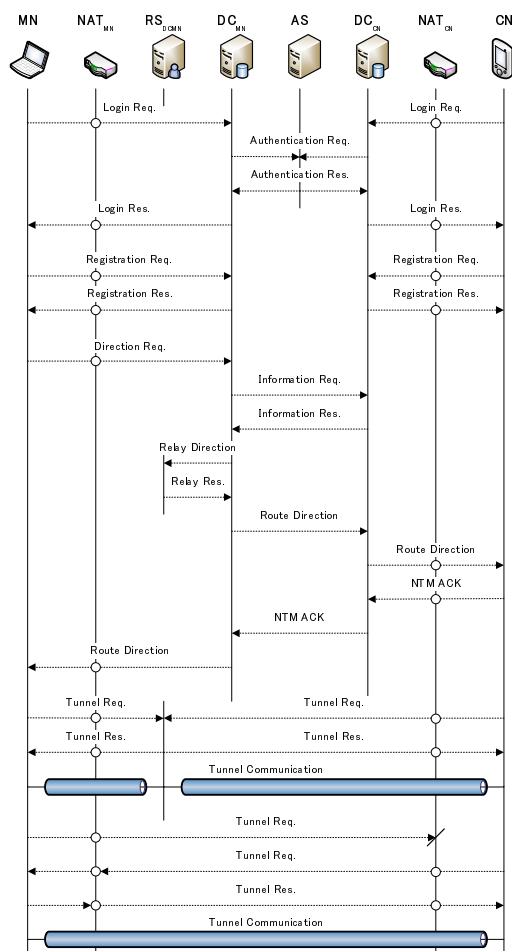 MN NAT MN RS DCMN DC MN AS DC CN NAT CN CN
Login Req. Login Req.
Authentication Req.
Authentication Res.
Login Res. Login Res.
Registration Req. Registration Req.
Registration Res. Registration Res.
Direction Req.
Information Req.
Information Res.
Relay Direction
Relay Res.
Route Direction
Route Direction
NTM ACK
NTM ACK
Route Direction
Tunnel Req. Tunnel Req.
Tunnel Res. Tunnel Res.
Tunnel Communication
Tunnel Req.
Tunnel Req.
Tunnel Res.
Tunnel Communication